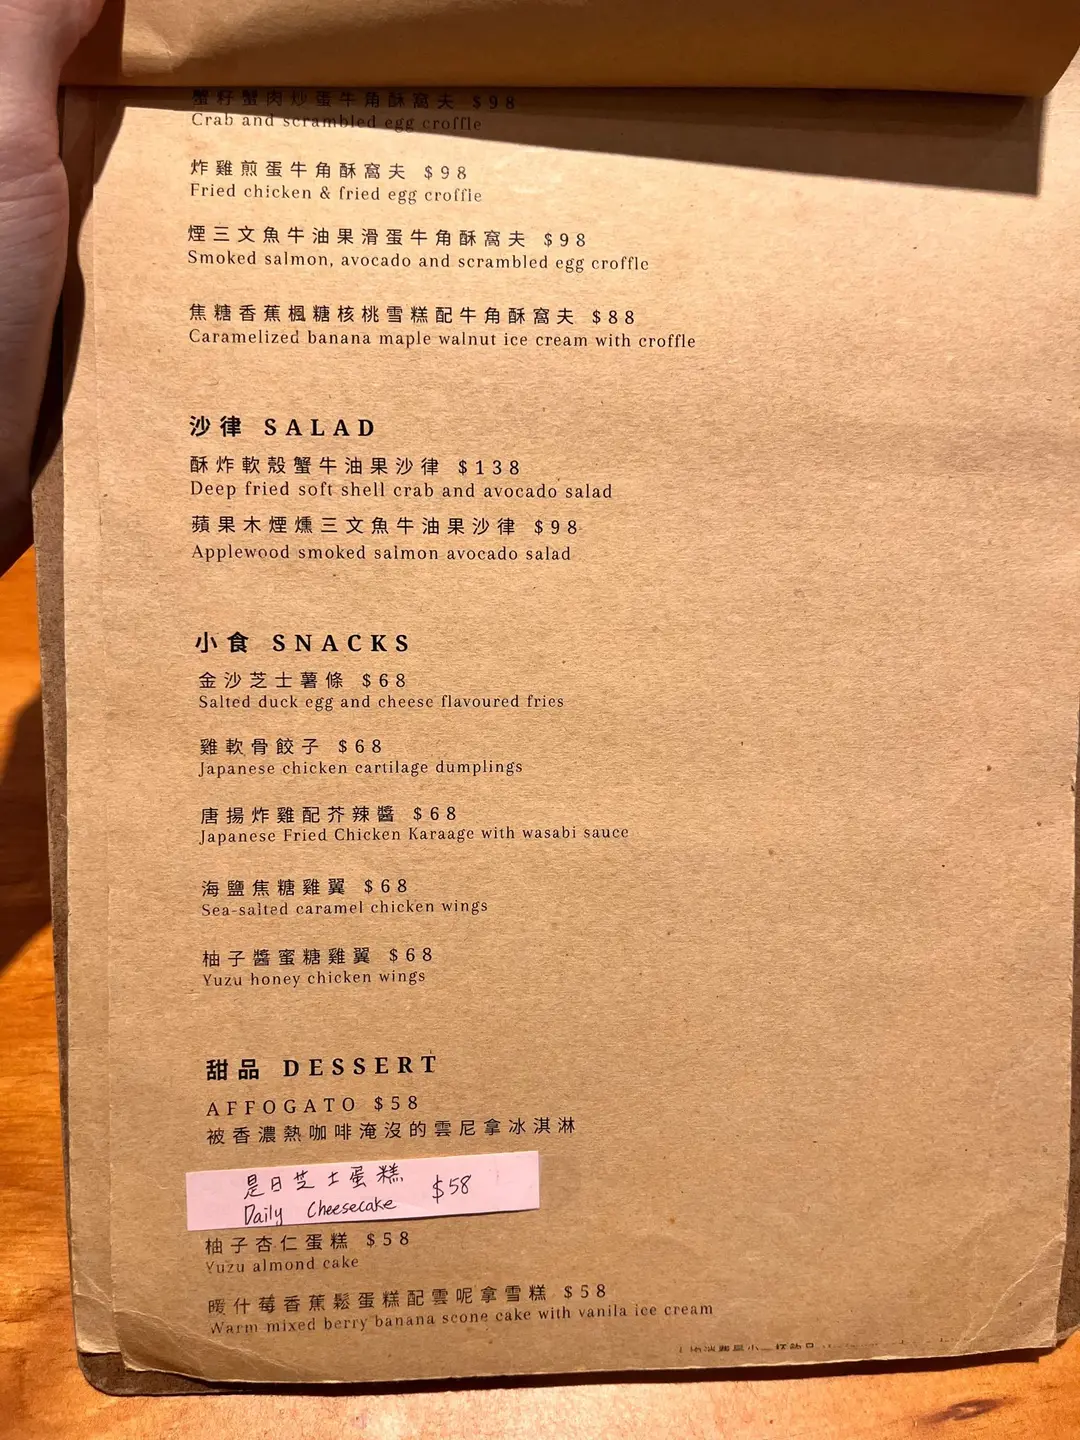 蟹籽蟹肉炒蛋牛角酥窩夫 $98
Crab and scrambled egg croffle
炸雞煎蛋牛角酥窩夫 $98
Fried chicken & fried egg croffle
煙三文魚牛油果滑蛋牛角酥窩夫 $98
Smoked salmon, avocado and scrambled egg croffle
焦糖香蕉楓糖核桃雪糕配牛角酥窩夫 $88
Caramelized banana maple walnut ice cream with croffle
沙律 SALAD
酥炸軟殼蟹牛油果沙律 $138
Deep fried soft shell crab and avocado salad
蘋果木煙燻三文魚牛油果沙律 $98
Applewood smoked salmon avocado salad
小食 SNACKS
金沙芝士薯條 $68
Salted duck egg and cheese flavoured fries
雞軟骨餃子 $68
Japanese chicken cartilage dumplings
唐揚炸雞配芥辣醬 $68
Japanese Fried Chicken Karaage with wasabi sauce
海鹽焦糖雞翼 $68
Sea-salted caramel chicken wings
柚子醬蜜糖雞翼 $68
Yuzu honey chicken wings
甜品 DESSERT
AFFOGATO $58
被香濃熱咖啡淹沒的雲尼拿冰淇淋
是日芝士蛋糕 $58
Daily Cheesecake
柚子杏仁蛋糕 $58
Yuzu almond cake
暖什莓香蕉鬆蛋糕配雲呢拿雪糕 $58
Warm mixed berry banana scone cake with vanila ice cream